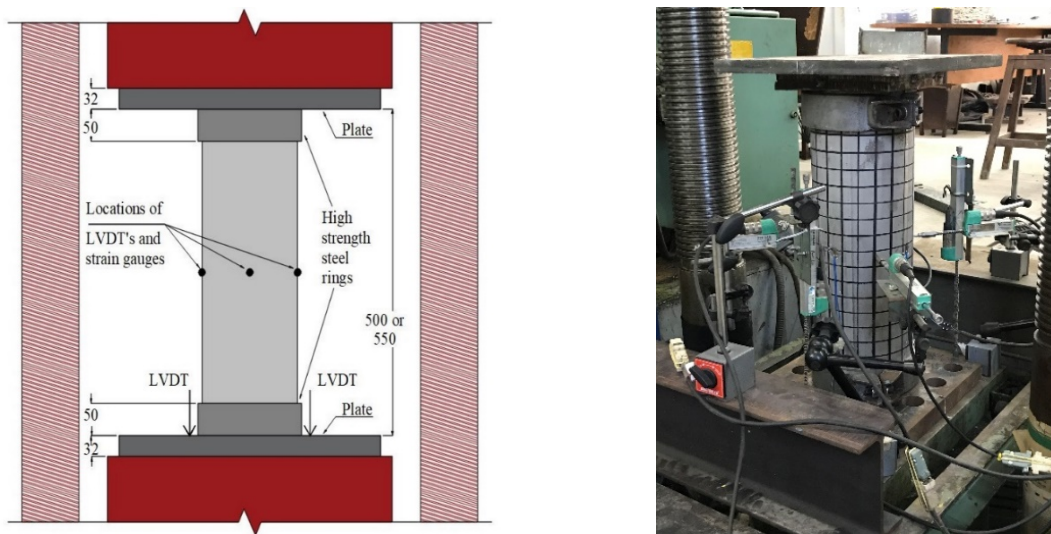 32
50
Plate
Locations of
LVDT's and
strain gauges
High
strength
steel
rings
500 or
550
LVDT
LVDT
50
Plate
32